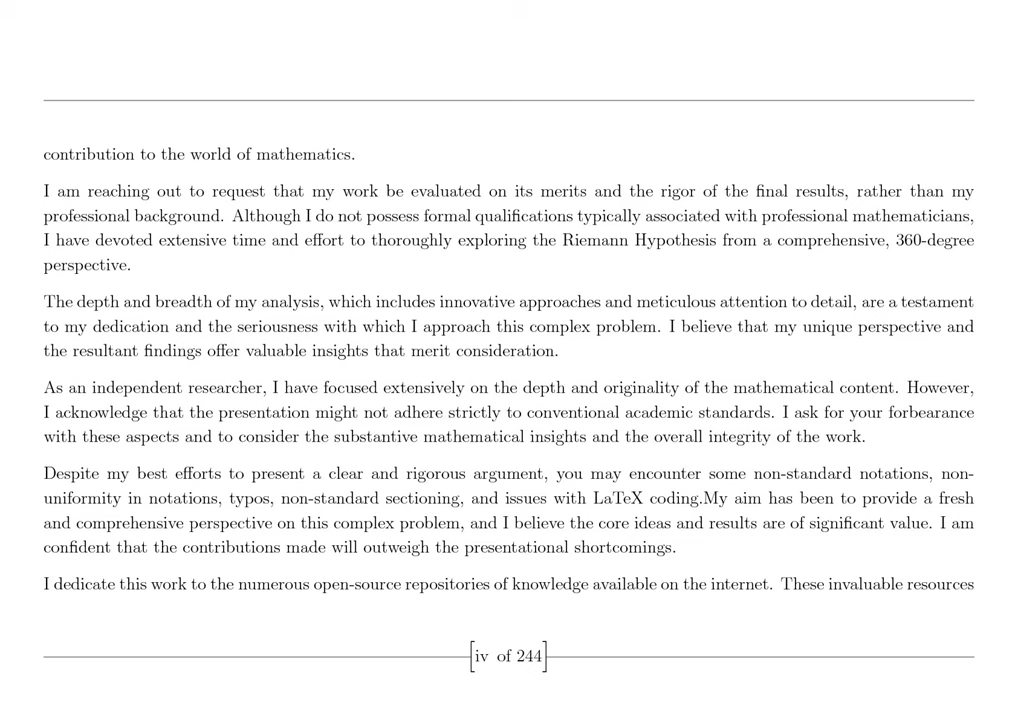 contribution to the world of mathematics.
I am reaching out to request that my work be evaluated on its merits and the rigor of the final results, rather than my
professional background. Although I do not possess formal qualifications typically associated with professional mathematicians,
I have devoted extensive time and effort to thoroughly exploring the Riemann Hypothesis from a comprehensive, 360-degree
perspective.
The depth and breadth of my analysis, which includes innovative approaches and meticulous attention to detail, are a testament
to my dedication and the seriousness with which I approach this complex problem. I believe that my unique perspective and
the resultant findings offer valuable insights that merit consideration.
As an independent researcher, I have focused extensively on the depth and originality of the mathematical content. However,
I acknowledge that the presentation might not adhere strictly to conventional academic standards. I ask for your forbearance
with these aspects and to consider the substantive mathematical insights and the overall integrity of the work.
Despite my best efforts to present a clear and rigorous argument, you may encounter some non-standard notations, non-
uniformity in notations, typos, non-standard sectioning, and issues with LaTeX coding.My aim has been to provide a fresh
and comprehensive perspective on this complex problem, and I believe the core ideas and results are of significant value. I am
confident that the contributions made will outweigh the presentational shortcomings.
I dedicate this work to the numerous open-source repositories of knowledge available on the internet. These invaluable resources
[iv of 244]